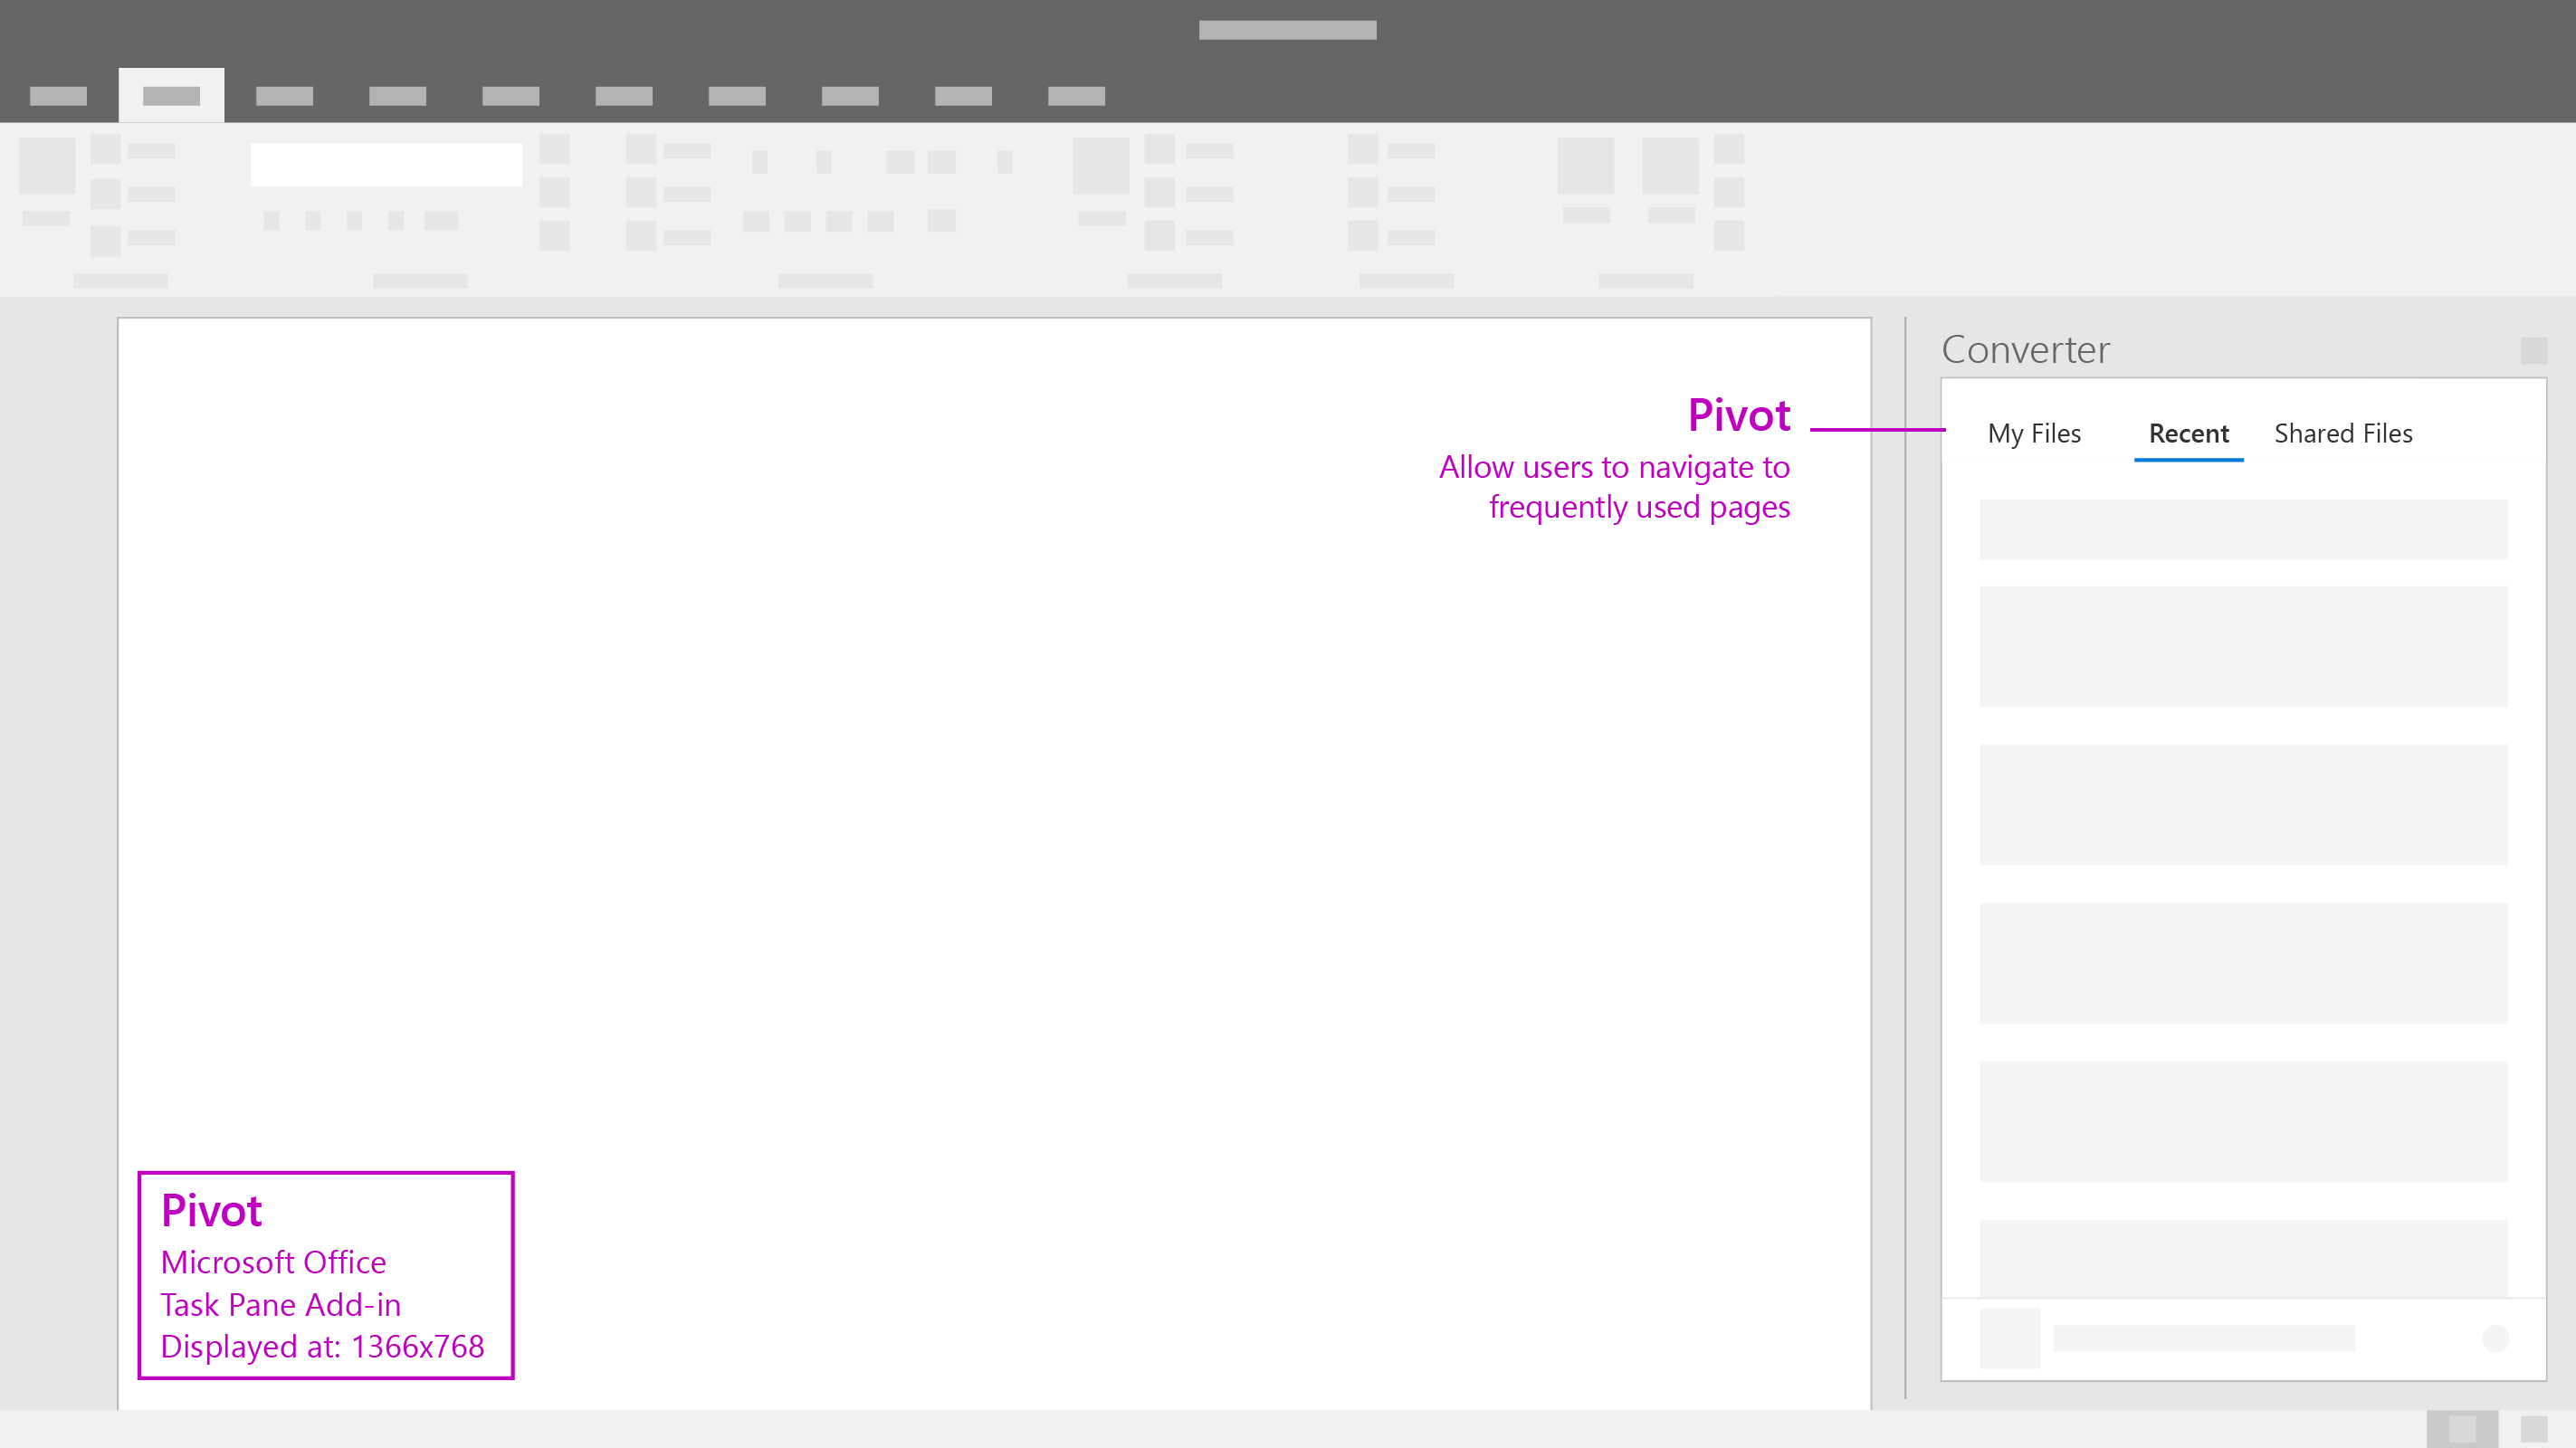 Converter
My Files Recent Shared Files
Pivot
Allow users to navigate to
frequently used pages
Pivot
Microsoft Office
Task Pane Add-in
Displayed at: 1366x768